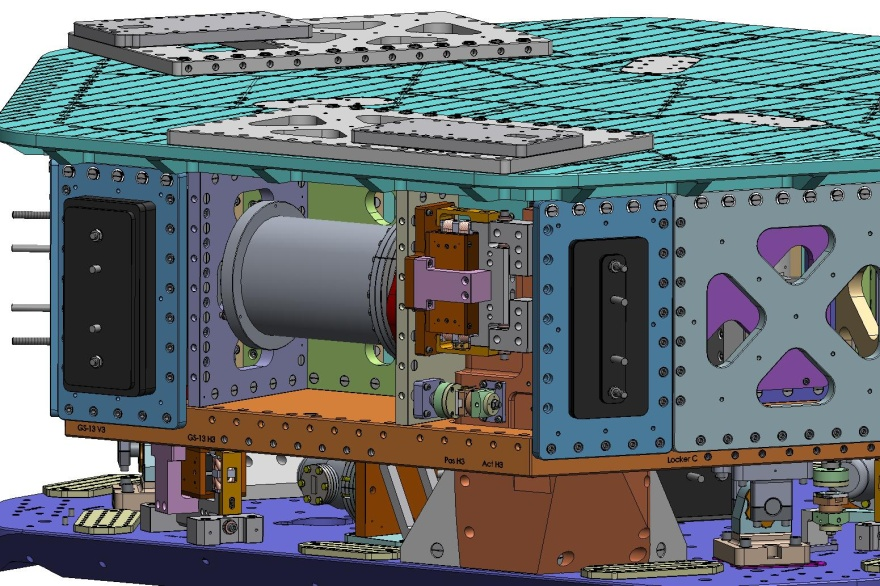 GS-13 V3
GS-13 H3
Pos H3
Act H3
Locker C